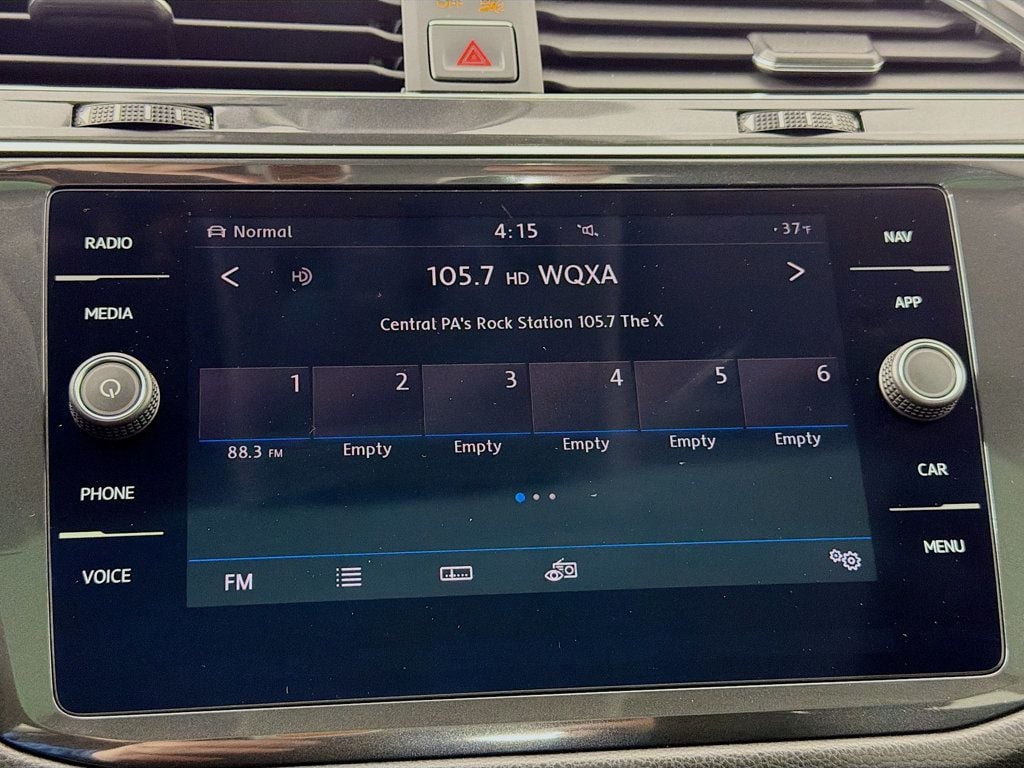 OFF
RADIO
MEDIA
PHONE
VOICE
Normal
4:15
37°F
HD
105.7 HD WQXA
Central PA's Rock Station 105.7 The X
1
2
3
4
5
6
88.3 FM
Empty
Empty
Empty
Empty
Empty
FM
NAV
APP
CAR
MENU